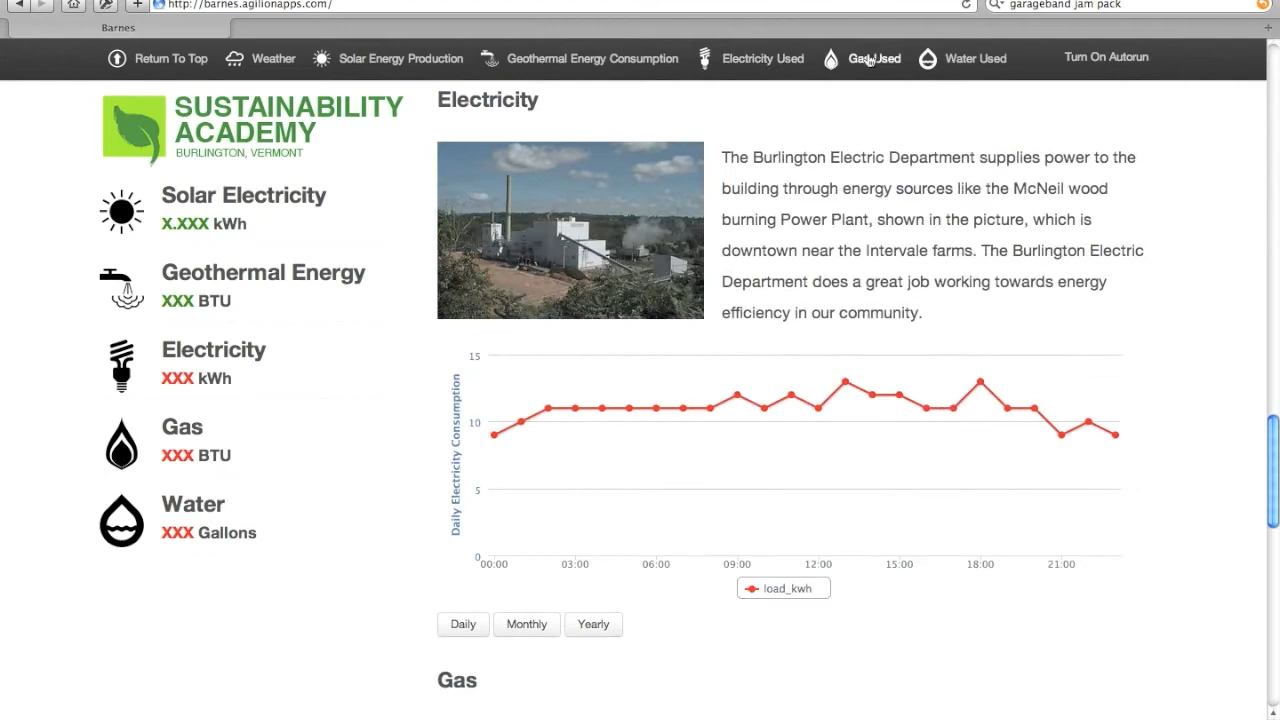 http://barnes.agilionapps.com/
garageband jam pack
Barnes
Return To Top
Weather
Solar Energy Production
Geothermal Energy Consumption
Electricity Used
Gas Used
Water Used
Turn On Autorun
SUSTAINABILITY
ACADEMY
BURLINGTON, VERMONT
Solar Electricity
X.XXX kWh
Geothermal Energy
XXX BTU
Electricity
XXX kWh
Gas
XXX BTU
Water
XXX Gallons
Electricity
The Burlington Electric Department supplies power to the
building through energy sources like the McNeil wood
burning Power Plant, shown in the picture, which is
downtown near the Intervale farms. The Burlington Electric
Department does a great job working towards energy
efficiency in our community.
Daily Electricity Consumption
15
10
5
0
00:00 03:00 06:00 09:00 12:00 15:00 18:00 21:00
load_kwh
Daily Monthly Yearly
Gas